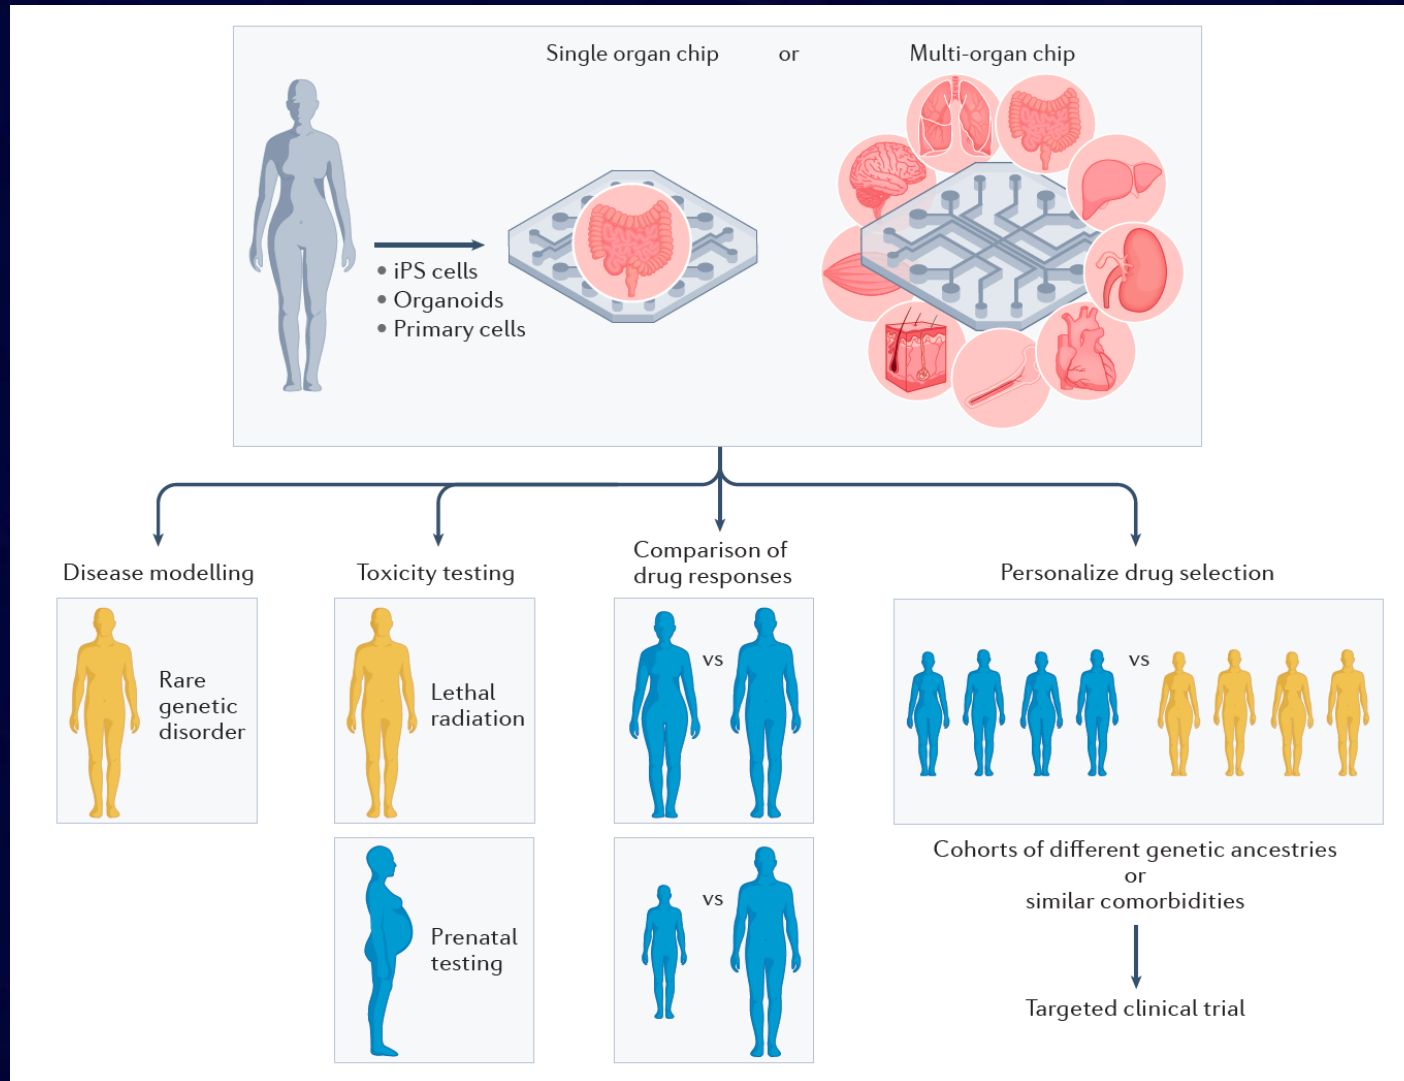 Single organ chip or Multi-organ chip
• iPS cells
• Organoids
• Primary cells
Disease modelling
Rare
genetic
disorder
Toxicity testing
Lethal
radiation
Prenatal
testing
Comparison of
drug responses
vs
vs
Personalize drug selection
vs
Cohorts of different genetic ancestries
or
similar comorbidities
Targeted clinical trial